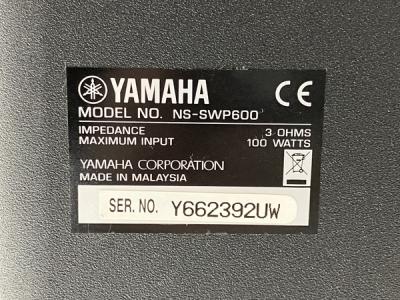 YAMAHA CE
MODEL NO. NS-SWP600
IMPEDANCE 3 OHMS
MAXIMUM INPUT 100 WATTS
YAMAHA CORPORATION
MADE IN MALAYSIA
SER. NO. Y662392UW